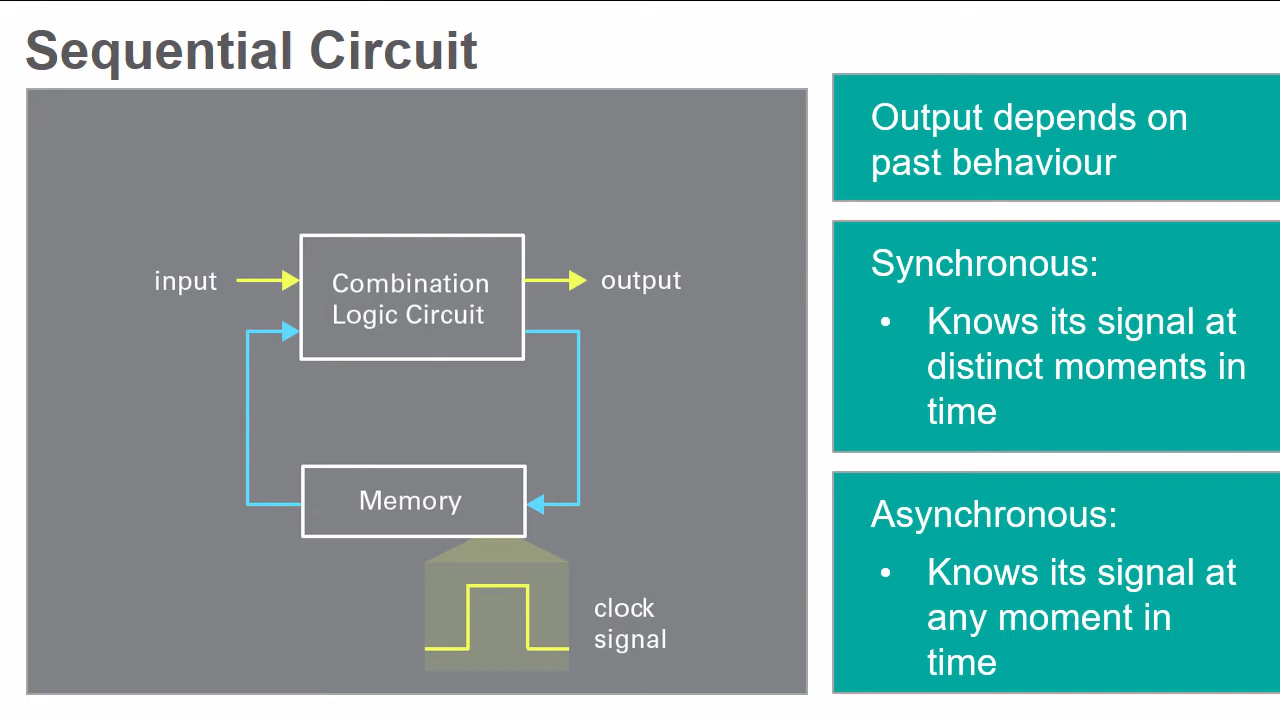 Sequential Circuit
input
Combination
Logic Circuit
output
Memory
clock
signal
Output depends on
past behaviour
Synchronous:
• Knows its signal at
distinct moments in
time
Asynchronous:
• Knows its signal at
any moment in
time